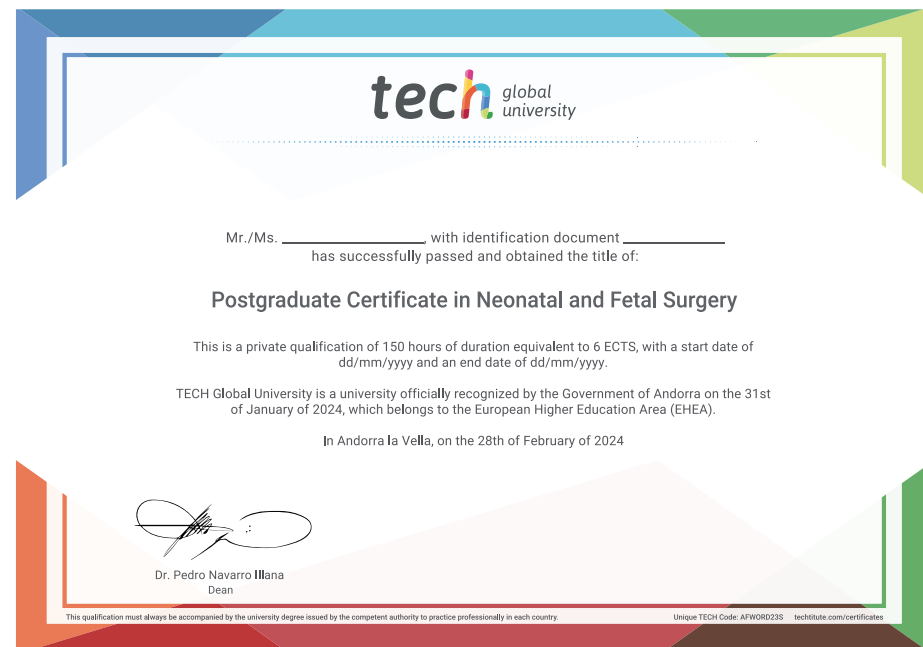 tech global
university
Mr./Ms. ____________, with identification document ____________
has successfully passed and obtained the title of:
Postgraduate Certificate in Neonatal and Fetal Surgery
This is a private qualification of 150 hours of duration equivalent to 6 ECTS, with a start date of
dd/mm/yyyy and an end date of dd/mm/yyyy.
TECH Global University is a university officially recognized by the Government of Andorra on the 31st
of January of 2024, which belongs to the European Higher Education Area (EHEA).
In Andorra la Vella, on the 28th of February of 2024
Dr. Pedro Navarro Illana
Dean
This qualification must always be accompanied by the university degree issued by the competent authority to practice professionally in each country. Unique TECH Code: AFWORD23S techtitute.com/certificates